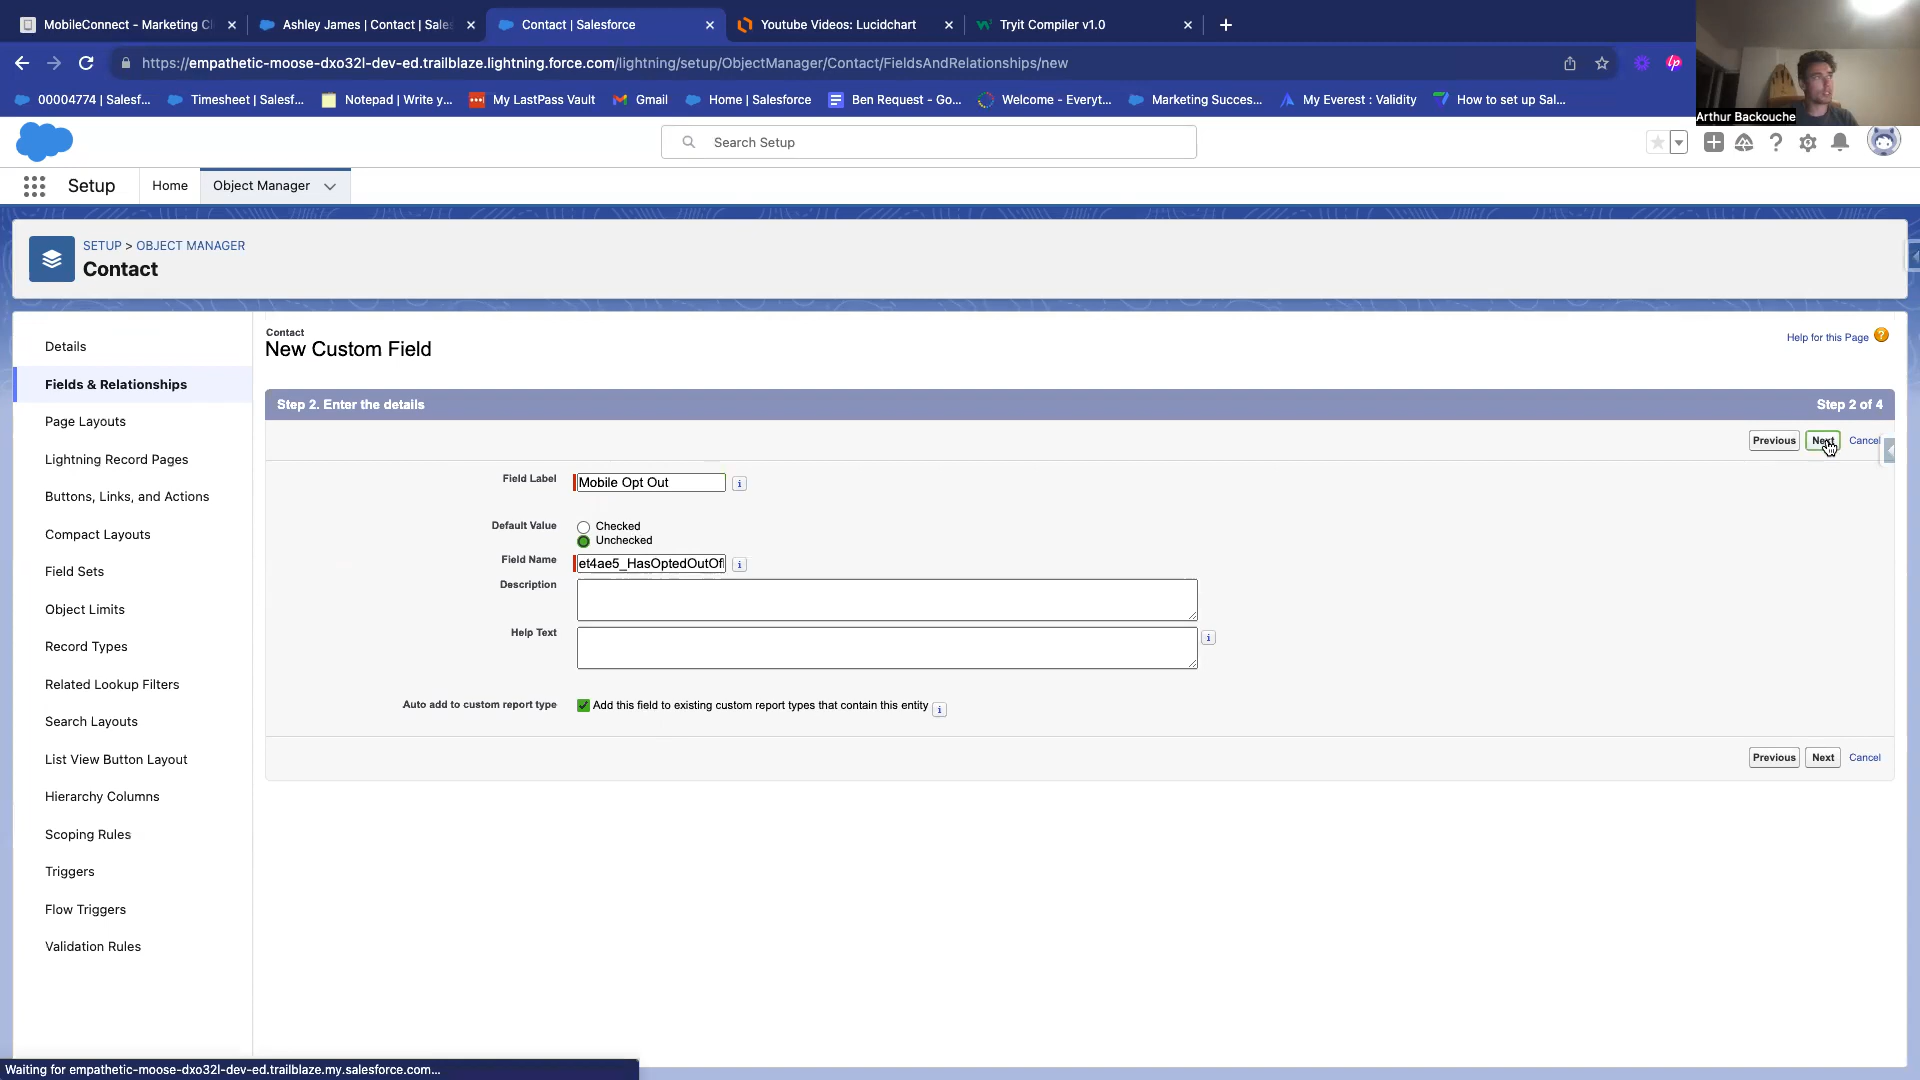 MobileConnect - Marketing Cl
Ashley James | Contact | Sales
Contact | Salesforce
Youtube Videos: Lucidchart
Tryit Compiler v1.0
https://empathetic-moose-dxo32l-dev-ed.trailblaze.lightning.force.com/lightning/setup/ObjectManager/Contact/FieldsAndRelationships/new
00004774 | Salesf...
Timesheet | Salesf...
Notepad | Write y...
My LastPass Vault
Gmail
Home | Salesforce
Ben Request - Go...
Welcome - Everyt...
Marketing Succes...
My Everest : Validity
How to set up Sal...
Arthur Backouche
Search Setup
Setup
Home
Object Manager
SETUP > OBJECT MANAGER
Contact
Details
Fields & Relationships
Page Layouts
Lightning Record Pages
Buttons, Links, and Actions
Compact Layouts
Field Sets
Object Limits
Record Types
Related Lookup Filters
Search Layouts
List View Button Layout
Hierarchy Columns
Scoping Rules
Triggers
Flow Triggers
Validation Rules
Contact
New Custom Field
Help for this Page
Step 2. Enter the details
Step 2 of 4
Previous
Next
Cancel
Field Label
Mobile Opt Out
Default Value
Checked
Unchecked
Field Name
et4ae5_HasOptedOutOf
Description
Help Text
Auto add to custom report type
Add this field to existing custom report types that contain this entity
Previous
Next
Cancel
Waiting for empathetic-moose-dxo32l-dev-ed.trailblaze.my.salesforce.com...